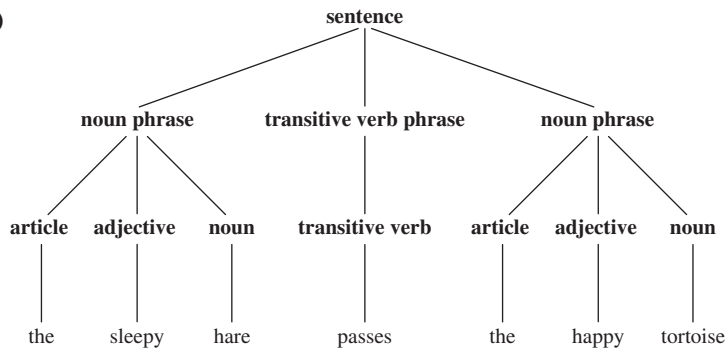 )
sentence
noun phrase transitive verb phrase noun phrase
article adjective noun transitive verb article adjective noun
the sleepy hare passes the happy tortoise